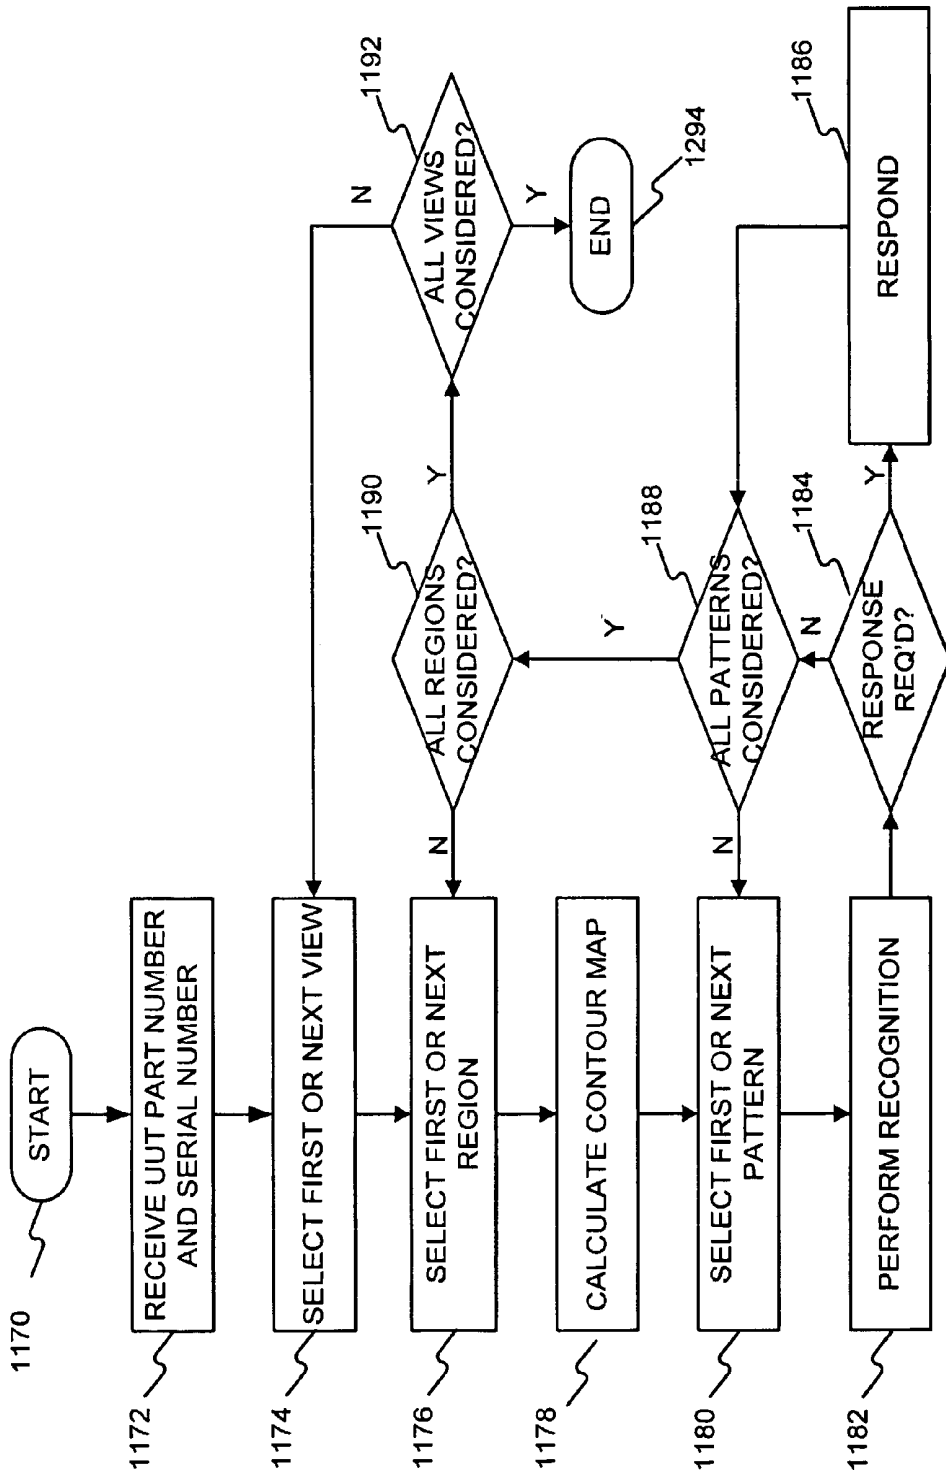 1170
START
1172
RECEIVE UUT PART NUMBER
AND SERIAL NUMBER
1174
SELECT FIRST OR NEXT VIEW
1176
SELECT FIRST OR NEXT
REGION
1178
CALCULATE CONTOUR MAP
1180
SELECT FIRST OR NEXT
PATTERN
1182
PERFORM RECOGNITION
1184
RESPONSE
REQ'D?
Y
N
1186
RESPOND
1188
ALL PATTERNS
CONSIDERED?
N
Y
1190
ALL REGIONS
CONSIDERED?
N
Y
1192
ALL VIEWS
CONSIDERED?
N
Y
END
1294